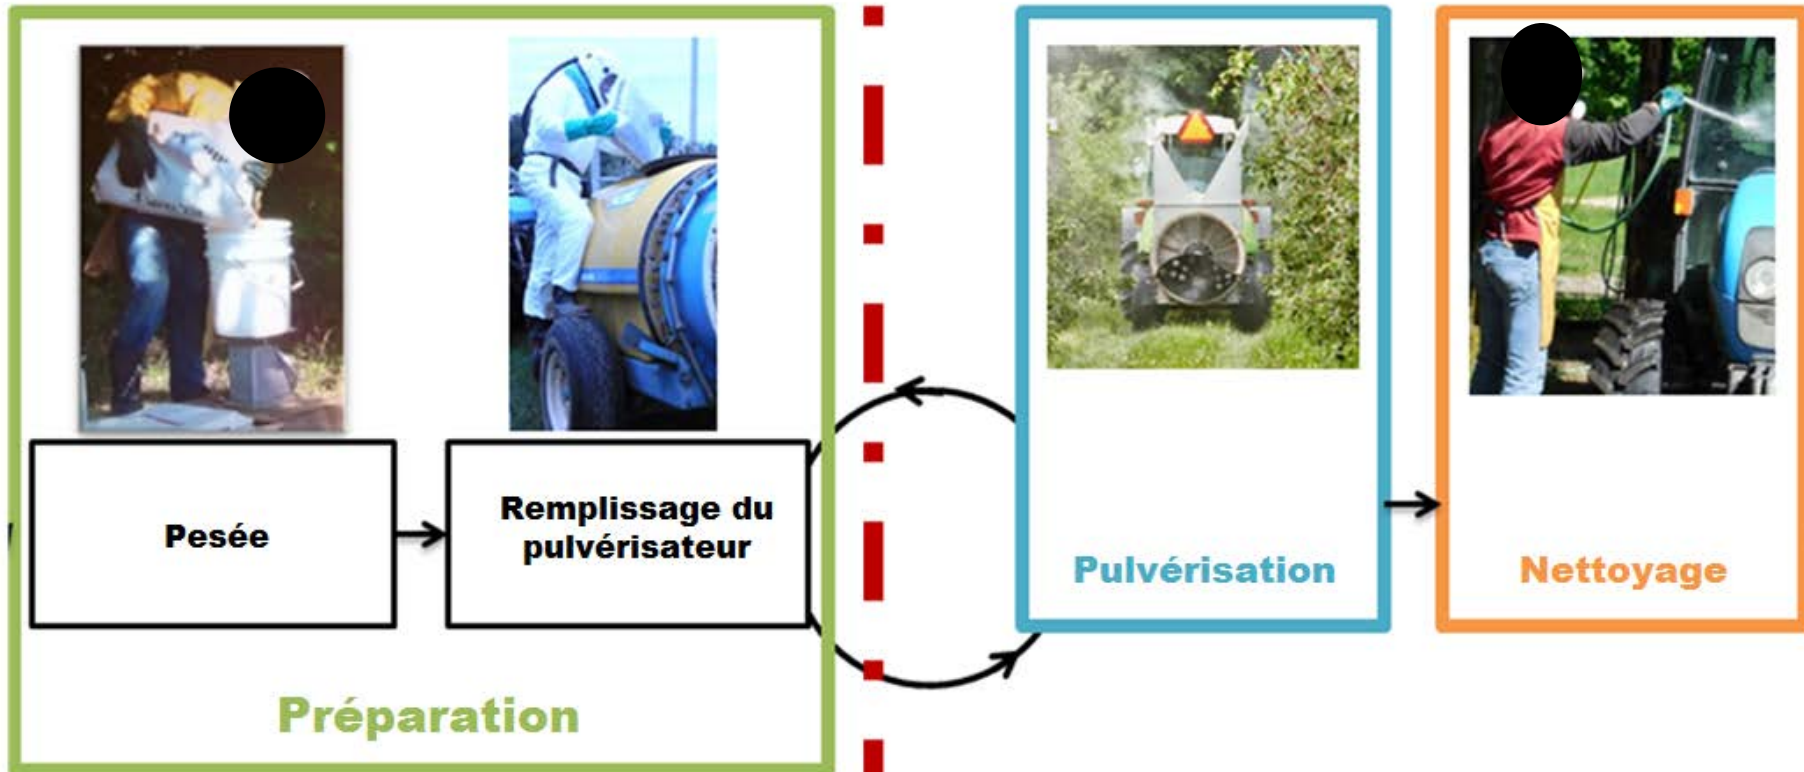 Pesée
Remplissage du
pulvérisateur
Préparation
Pulvérisation
Nettoyage